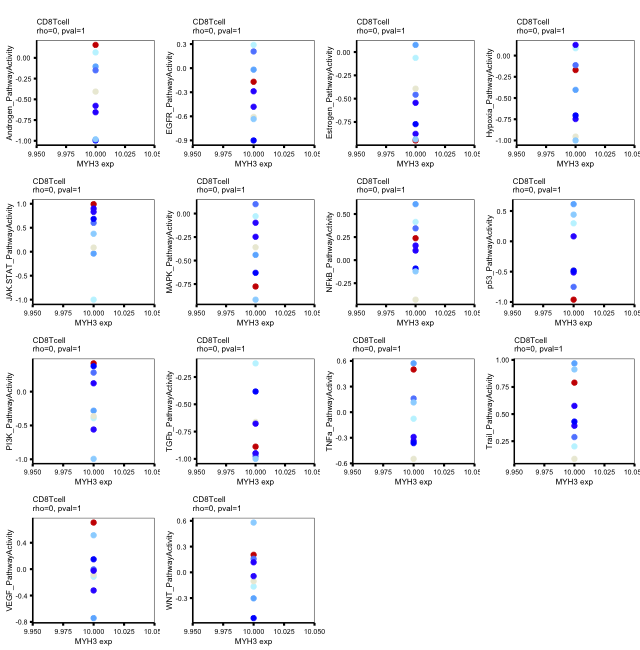 CD8Tcell
rho=0, pval=1
Androgen_PathwayActivity
0.00
-0.25
-0.50
-0.75
-1.00
9.950 9.975 10.000 10.025 10.05
MYH3 exp
CD8Tcell
rho=0, pval=1
EGFR_PathwayActivity
0.3
0.0
-0.3
-0.6
-0.9
9.950 9.975 10.000 10.025 10.05
MYH3 exp
CD8Tcell
rho=0, pval=1
Estrogen_PathwayActivity
0.00
-0.25
-0.50
-0.75
9.950 9.975 10.000 10.025 10.05
MYH3 exp
CD8Tcell
rho=0, pval=1
Hypoxia_PathwayActivity
0.00
-0.25
-0.50
-0.75
-1.00
9.950 9.975 10.000 10.025 10.05
MYH3 exp
CD8Tcell
rho=0, pval=1
JAK.STAT_PathwayActivity
1.0
0.5
0.0
-0.5
-1.0
9.950 9.975 10.000 10.025 10.05
MYH3 exp
CD8Tcell
rho=0, pval=1
MAPK_PathwayActivity
0.00
-0.25
-0.50
-0.75
9.950 9.975 10.000 10.025 10.05
MYH3 exp
CD8Tcell
rho=0, pval=1
NFkB_PathwayActivity
0.50
0.25
0.00
-0.25
9.950 9.975 10.000 10.025 10.05
MYH3 exp
CD8Tcell
rho=0, pval=1
p53_PathwayActivity
0.5
0.0
-0.5
-1.0
9.950 9.975 10.000 10.025 10.05
MYH3 exp
CD8Tcell
rho=0, pval=1
PI3K_PathwayActivity
0.0
-0.5
-1.0
9.950 9.975 10.000 10.025 10.05
MYH3 exp
CD8Tcell
rho=0, pval=1
TGFb_PathwayActivity
-0.25
-0.50
-0.75
-1.00
9.950 9.975 10.000 10.025 10.05
MYH3 exp
CD8Tcell
rho=0, pval=1
TNFa_PathwayActivity
0.6
0.3
0.0
-0.3
-0.6
9.950 9.975 10.000 10.025 10.05
MYH3 exp
CD8Tcell
rho=0, pval=1
Trail_PathwayActivity
1.00
0.75
0.50
0.25
9.950 9.975 10.000 10.025 10.05
MYH3 exp
CD8Tcell
rho=0, pval=1
VEGF_PathwayActivity
0.4
0.0
-0.4
-0.8
9.950 9.975 10.000 10.025 10.05
MYH3 exp
CD8Tcell
rho=0, pval=1
WNT_PathwayActivity
0.6
0.3
0.0
-0.3
9.950 9.975 10.000 10.025 10.050
MYH3 exp